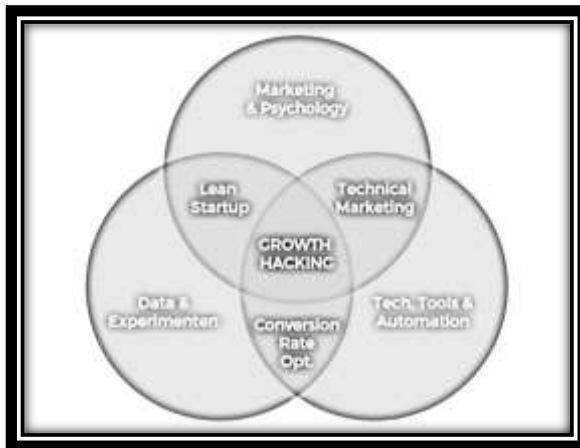 Marketing
& Psychology
Lean
Startup
Technical
Marketing
GROWTH
HACKING
Data &
Experimenten
Tech, Tools &
Automation
Conversion
Rate
Opt.